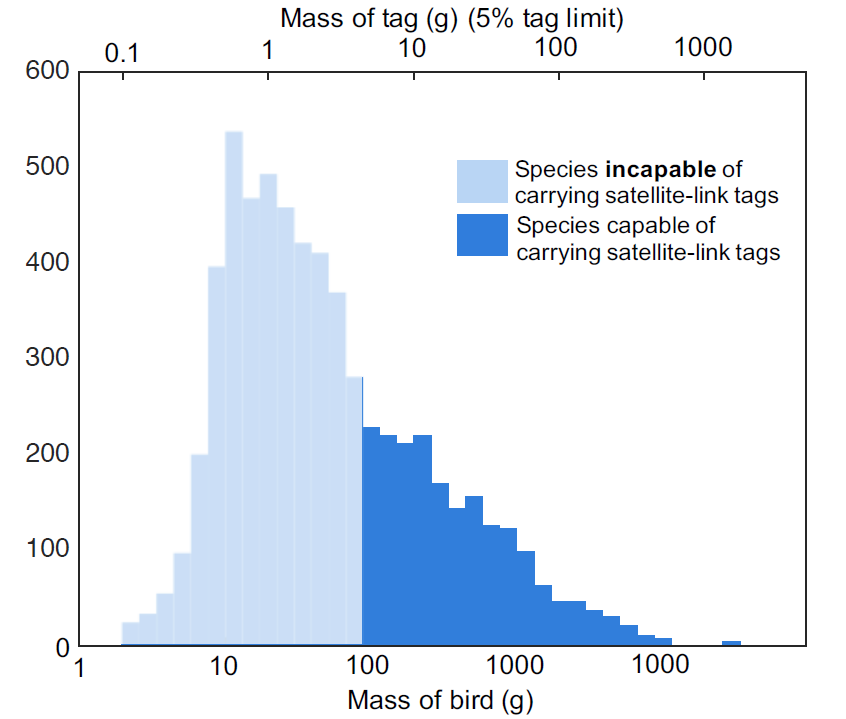 Mass of tag (g) (5% tag limit)
0.1 1 10 100 1000
600
500
400
300
200
100
0
Species incapable of
carrying satellite-link tags
Species capable of
carrying satellite-link tags
1 10 100 1000 1000
Mass of bird (g)